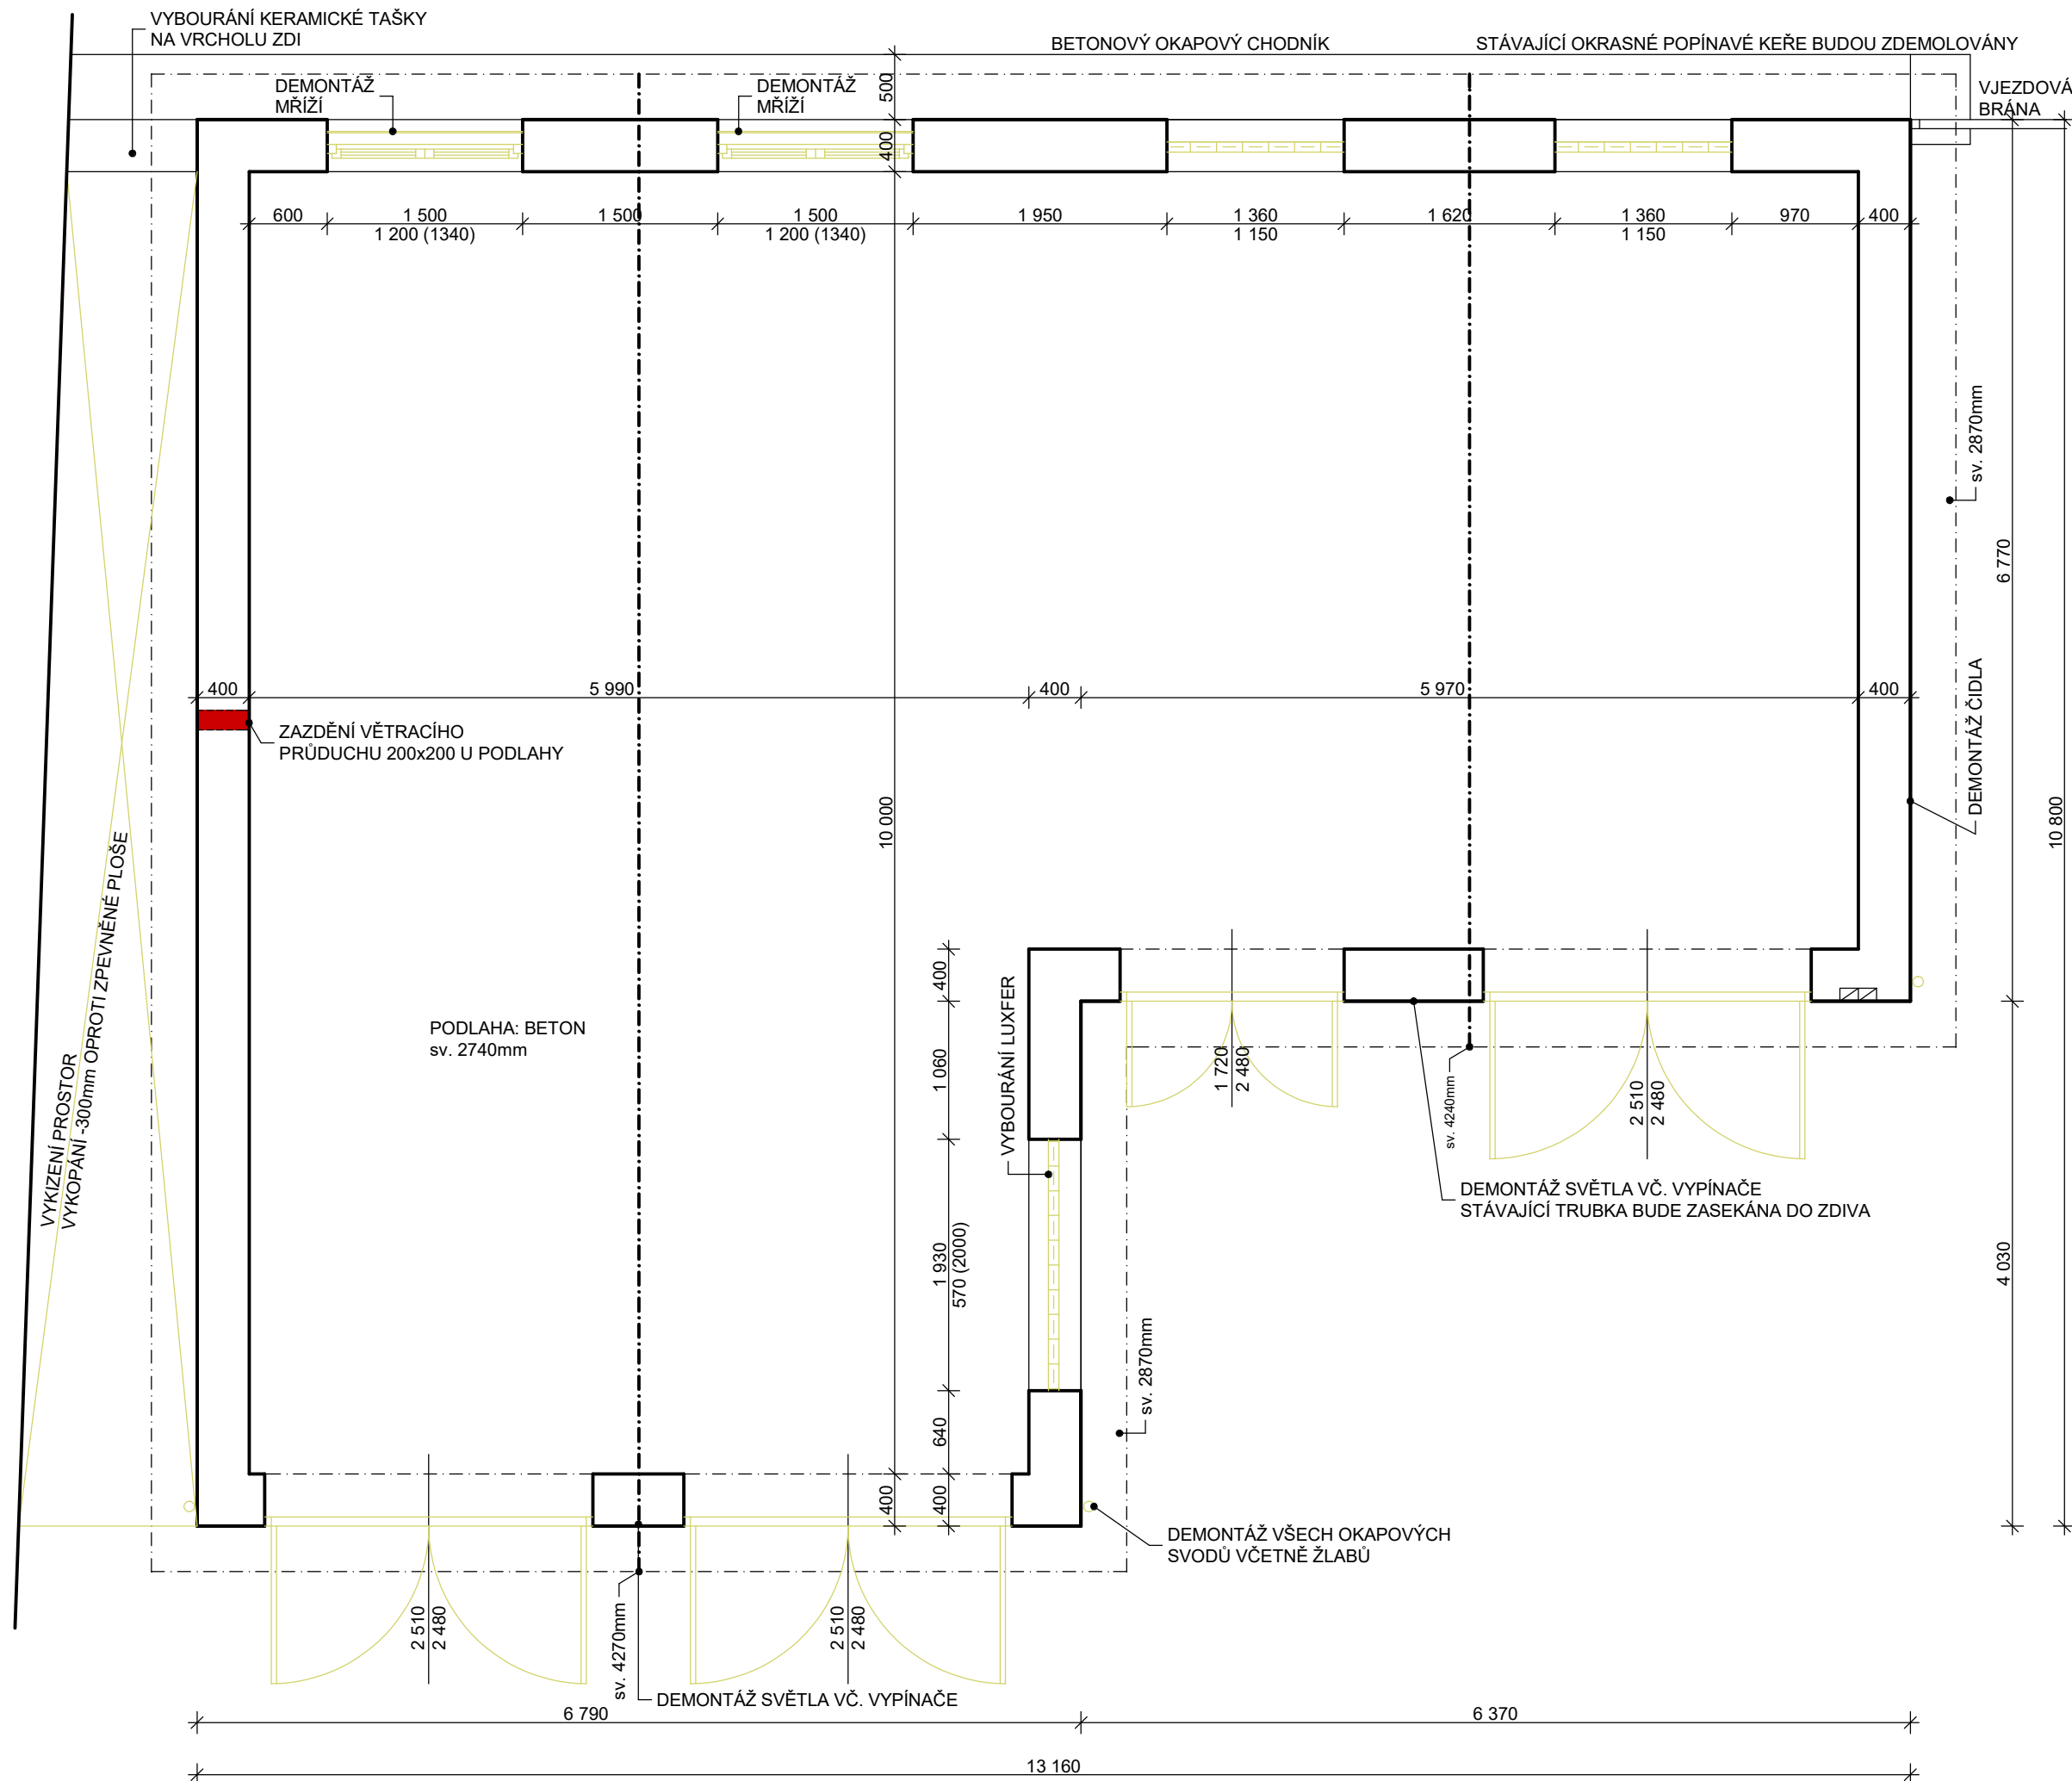 VYBOURÁNÍ KERAMICKÉ TAŠKY
NA VRCHOLU ZDI
BETONOVÝ OKAPOVÝ CHODNÍK
STÁVAJÍCÍ OKRASNÉ POPÍNAVÉ KEŘE BUDOU ZDEMOLOVÁNY
DEMONTÁŽ
MŘÍŽÍ
DEMONTÁŽ
MŘÍŽÍ
500
VJEZDOVÁ
BRÁNA
400
600
1 500
1 200 (1340)
1 500
1 500
1 200 (1340)
1 950
1 360
1 150
1 620
1 360
1 150
970
400
sv. 2870mm
6 770
400
5 990
400
5 970
400
ZAZDĚNÍ VĚTRACÍHO
PRŮDUCHU 200x200 U PODLAHY
DEMONTÁŽ ČIDLA
10 000
10 800
VYKIZENÍ PROSTOR
VYKOPÁNÍ -300mm OPROTI ZPEVNĚNÉ PLOŠE
PODLAHA: BETON
sv. 2740mm
400
1 060
VYBOURÁNÍ LUXFER
1 720
2 480
sv. 4240mm
2 510
2 480
DEMONTÁŽ SVĚTLA VČ. VYPÍNAČE
STÁVAJÍCÍ TRUBKA BUDE ZASEKÁNA DO ZDIVA
1 930
570 (2000)
4 030
sv. 2870mm
640
400
400
DEMONTÁŽ VŠECH OKAPOVÝCH
SVODŮ VČETNĚ ŽLABŮ
2 510
2 480
sv. 4270mm
2 510
2 480
DEMONTÁŽ SVĚTLA VČ. VYPÍNAČE
6 790
6 370
13 160